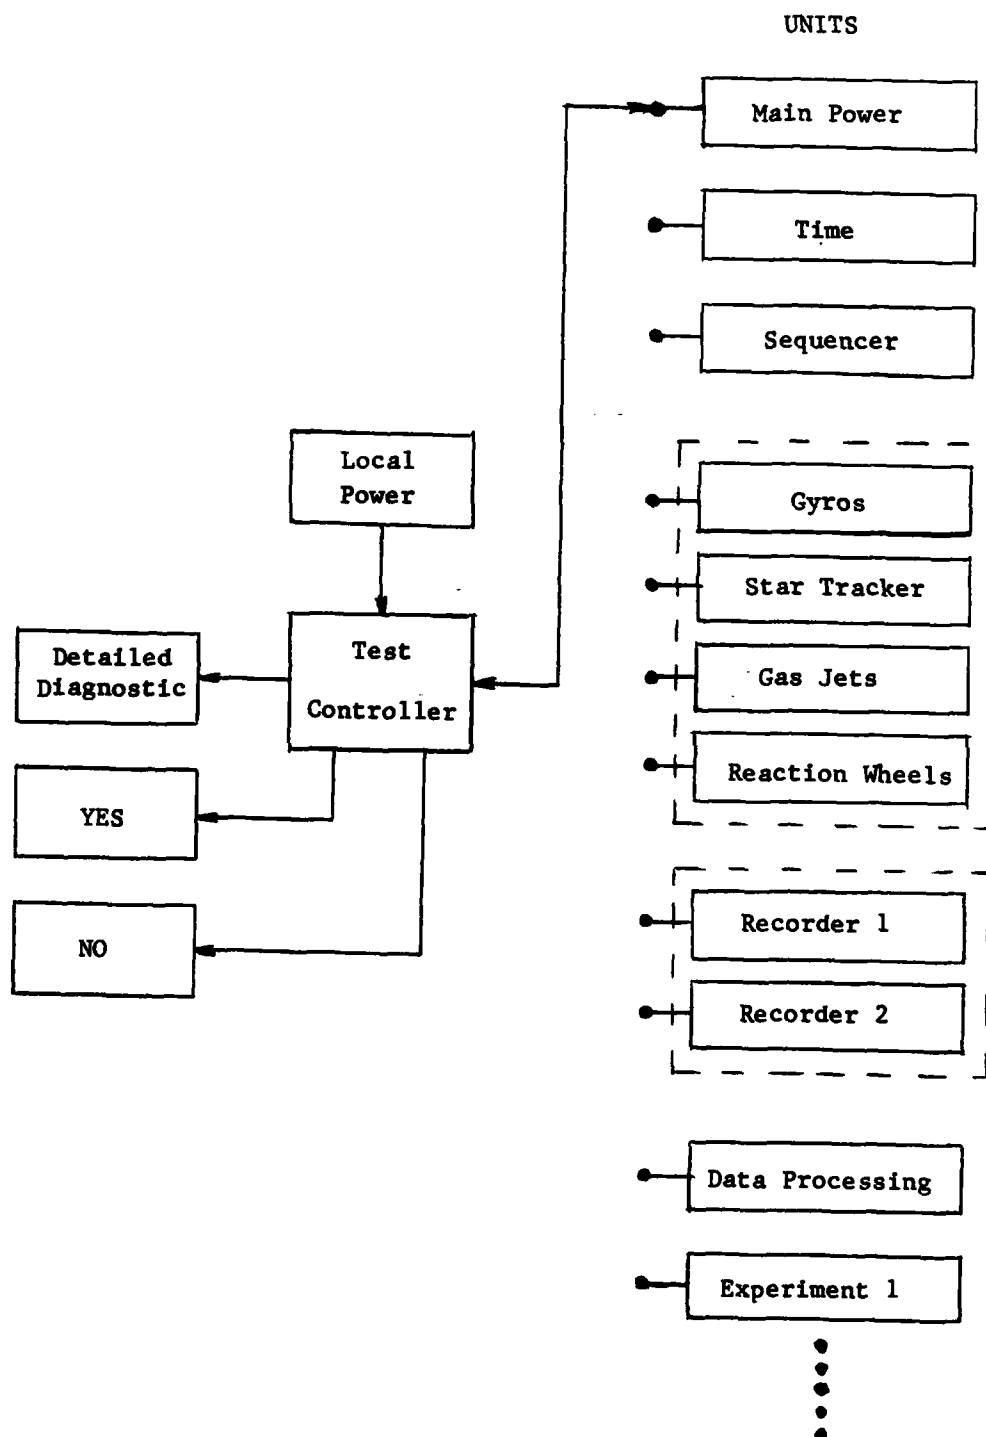 UNITS
Main Power
Time
Sequencer
Local
Power
Gyros
Star Tracker
Test
Controller
Detailed
Diagnostic
Gas Jets
Reaction Wheels
YES
NO
Recorder 1
Recorder 2
Data Processing
Experiment 1